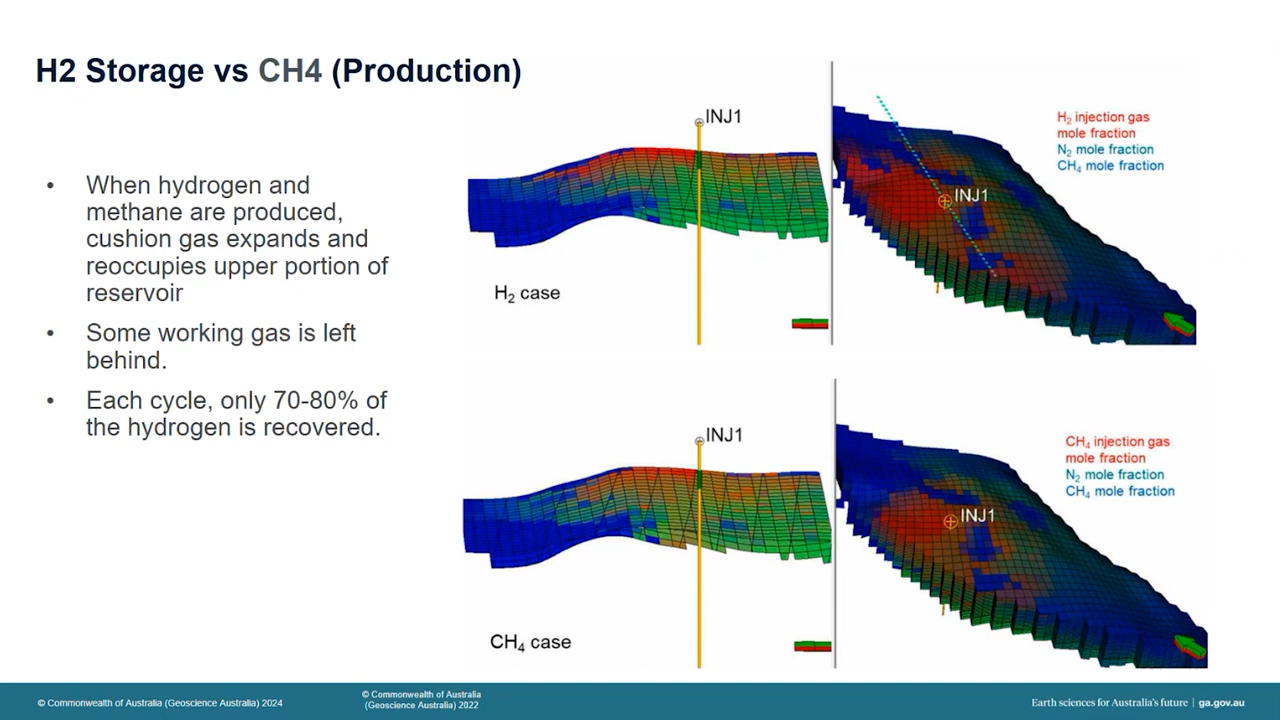 H2 Storage vs CH4 (Production)
• When hydrogen and
methane are produced,
cushion gas expands and
reoccupies upper portion of
reservoir
• Some working gas is left
behind.
• Each cycle, only 70-80% of
the hydrogen is recovered.
INJ1
H₂ case
INJ1
H₂ injection gas
mole fraction
N₂ mole fraction
CH₄ mole fraction
INJ1
CH₄ case
INJ1
CH₄ injection gas
mole fraction
N₂ mole fraction
CH₄ mole fraction
© Commonwealth of Australia (Geoscience Australia) 2024
© Commonwealth of Australia
(Geoscience Australia) 2022
Earth sciences for Australia's future | ga.gov.au